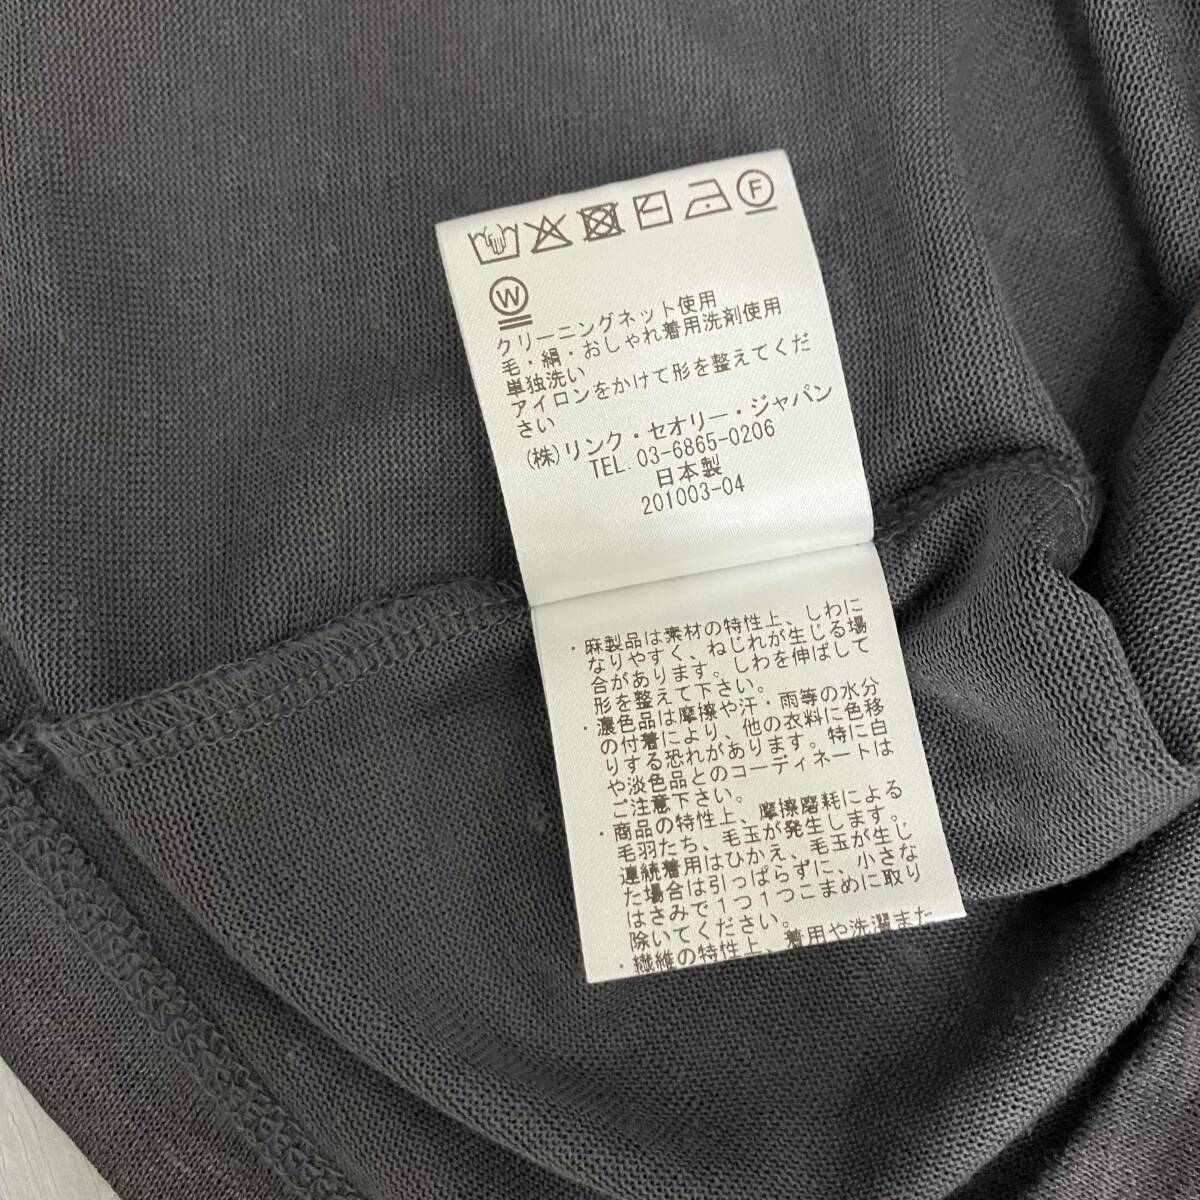 F
W
クリーニングネット使用
毛・絹・おしゃれ着用洗剤使用
単独洗い
アイロンをかけて形を整えてくだ
さい
(株)リンク・セオリー・ジャパン
TEL. 03-6865-0206
日本製
201003-04
・麻製品は素材の特性上、しわに
なりやすく、ねじれが生じる場
合があります。しわを伸ばして
形を整えて下さい。
・濃色品は摩擦や汗・雨等の水分
の付着により、他の衣料に色移
りする恐れがあります。特に白
や淡色品とのコーディネートは
ご注意下さい。
・商品の特性上、摩擦磨耗による
毛羽たち、毛玉が発生します。
連続着用はひかえ、毛玉が生じ
た場合は引っぱらずに、小さな
はさみで1つ1つこまめに取り
除いてください。
・繊維の特性上、着用や洗濯また